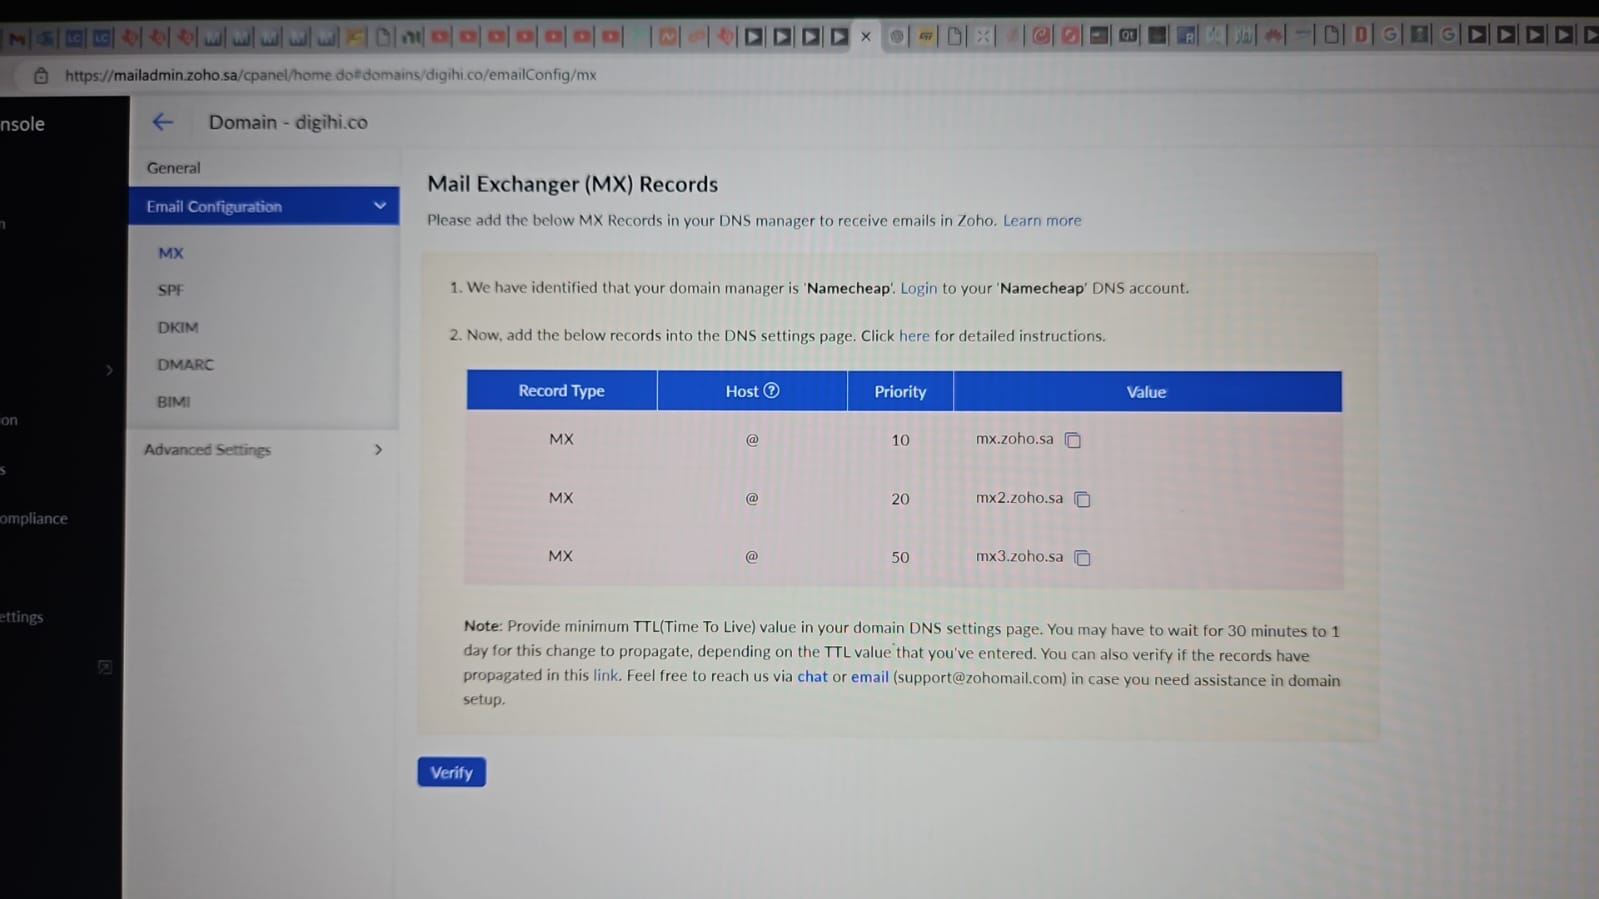 https://mailadmin.zoho.sa/cpanel/home.do#domains/digihi.co/emailConfig/mx
nsole
Domain - digihi.co
General
Email Configuration
MX
SPF
DKIM
DMARC
BIMI
Advanced Settings
on
s
ompliance
ettings
Mail Exchanger (MX) Records
Please add the below MX Records in your DNS manager to receive emails in Zoho. Learn more
1. We have identified that your domain manager is 'Namecheap'. Login to your 'Namecheap' DNS account.
2. Now, add the below records into the DNS settings page. Click here for detailed instructions.
Record Type Host ? Priority Value
MX @ 10 mx.zoho.sa
MX @ 20 mx2.zoho.sa
MX @ 50 mx3.zoho.sa
Note: Provide minimum TTL(Time To Live) value in your domain DNS settings page. You may have to wait for 30 minutes to 1
day for this change to propagate, depending on the TTL value that you've entered. You can also verify if the records have
propagated in this link. Feel free to reach us via chat or email (support@zohomail.com) in case you need assistance in domain
setup.
Verify